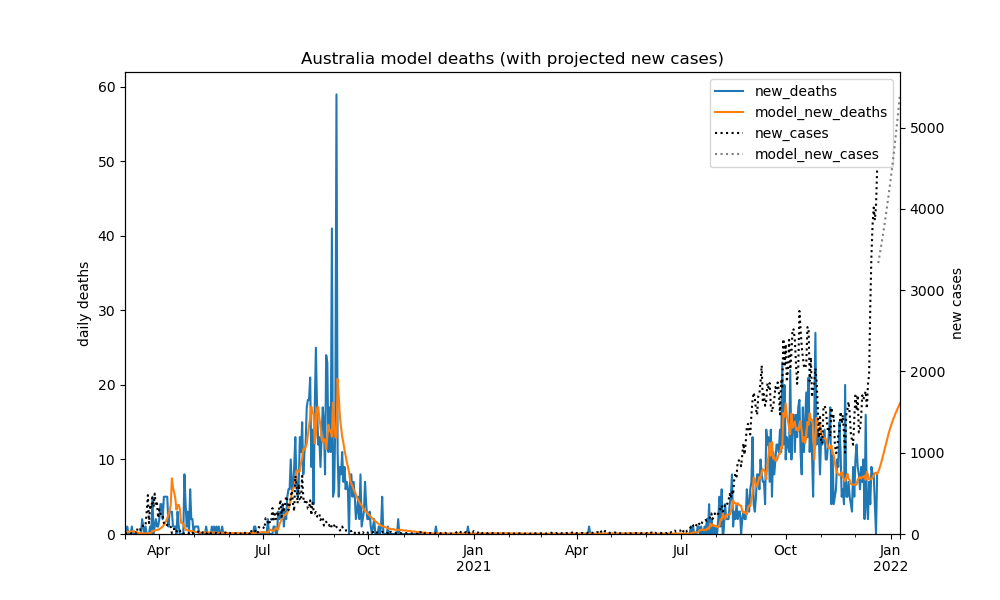 Australia model deaths (with projected new cases)
new_deaths
model_new_deaths
new_cases
model_new_cases
daily deaths
60
50
40
30
20
10
0
new cases
5000
4000
3000
2000
1000
0
Apr
Jul
Oct
Jan
2021
Apr
Jul
Oct
Jan
2022